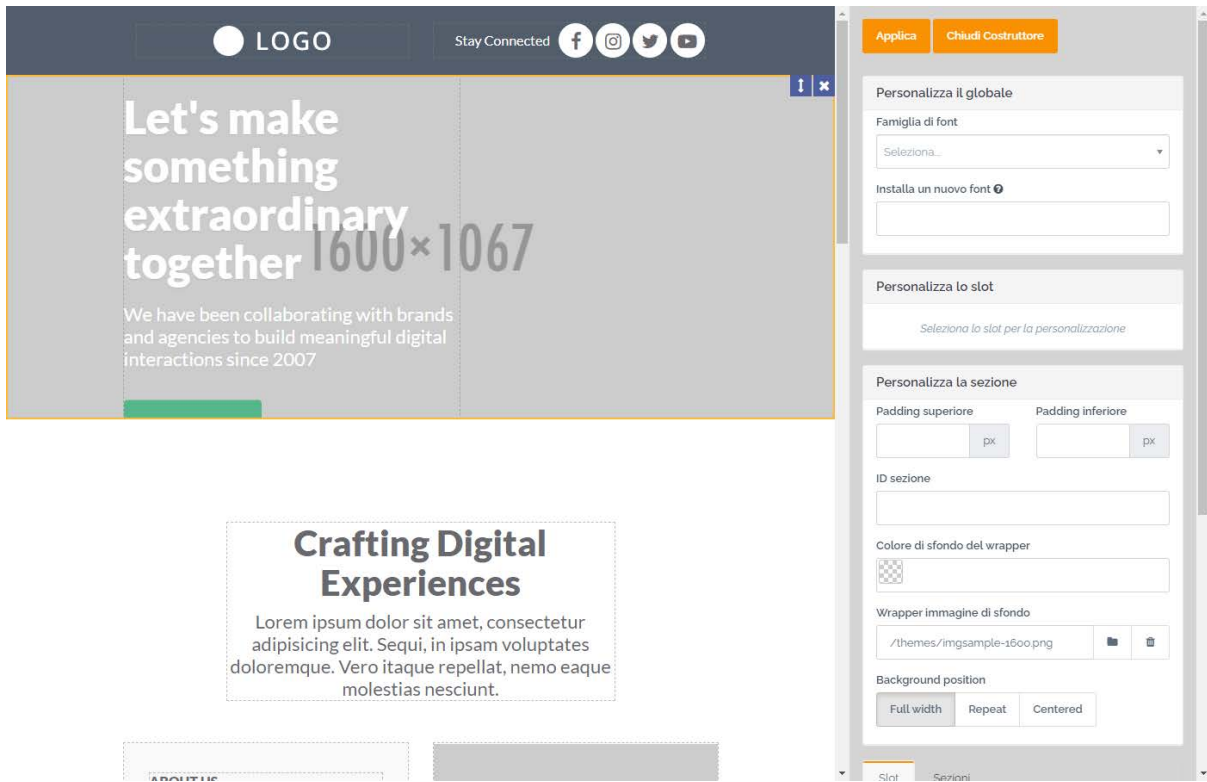 LOGO
Stay Connected
Let's make
something
extraordinary
together
1600×1067
We have been collaborating with brands
and agencies to build meaningful digital
interactions since 2007
Crafting Digital
Experiences
Lorem ipsum dolor sit amet, consectetur
adipisicing elit. Sequi, in ipsam voluptates
doloremque. Vero itaque repellat, nemo eaque
molestias nesciunt.
ABOUT US
Applica
Chiudi Costruttore
Personalizza il globale
Famiglia di font
Seleziona...
Installa un nuovo font
Personalizza lo slot
Seleziona lo slot per la personalizzazione
Personalizza la sezione
Padding superiore Padding inferiore
px px
ID sezione
Colore di sfondo del wrapper
Wrapper immagine di sfondo
/themes/imgsample-1600.png
Background position
Full width Repeat Centered
Slot Sezioni